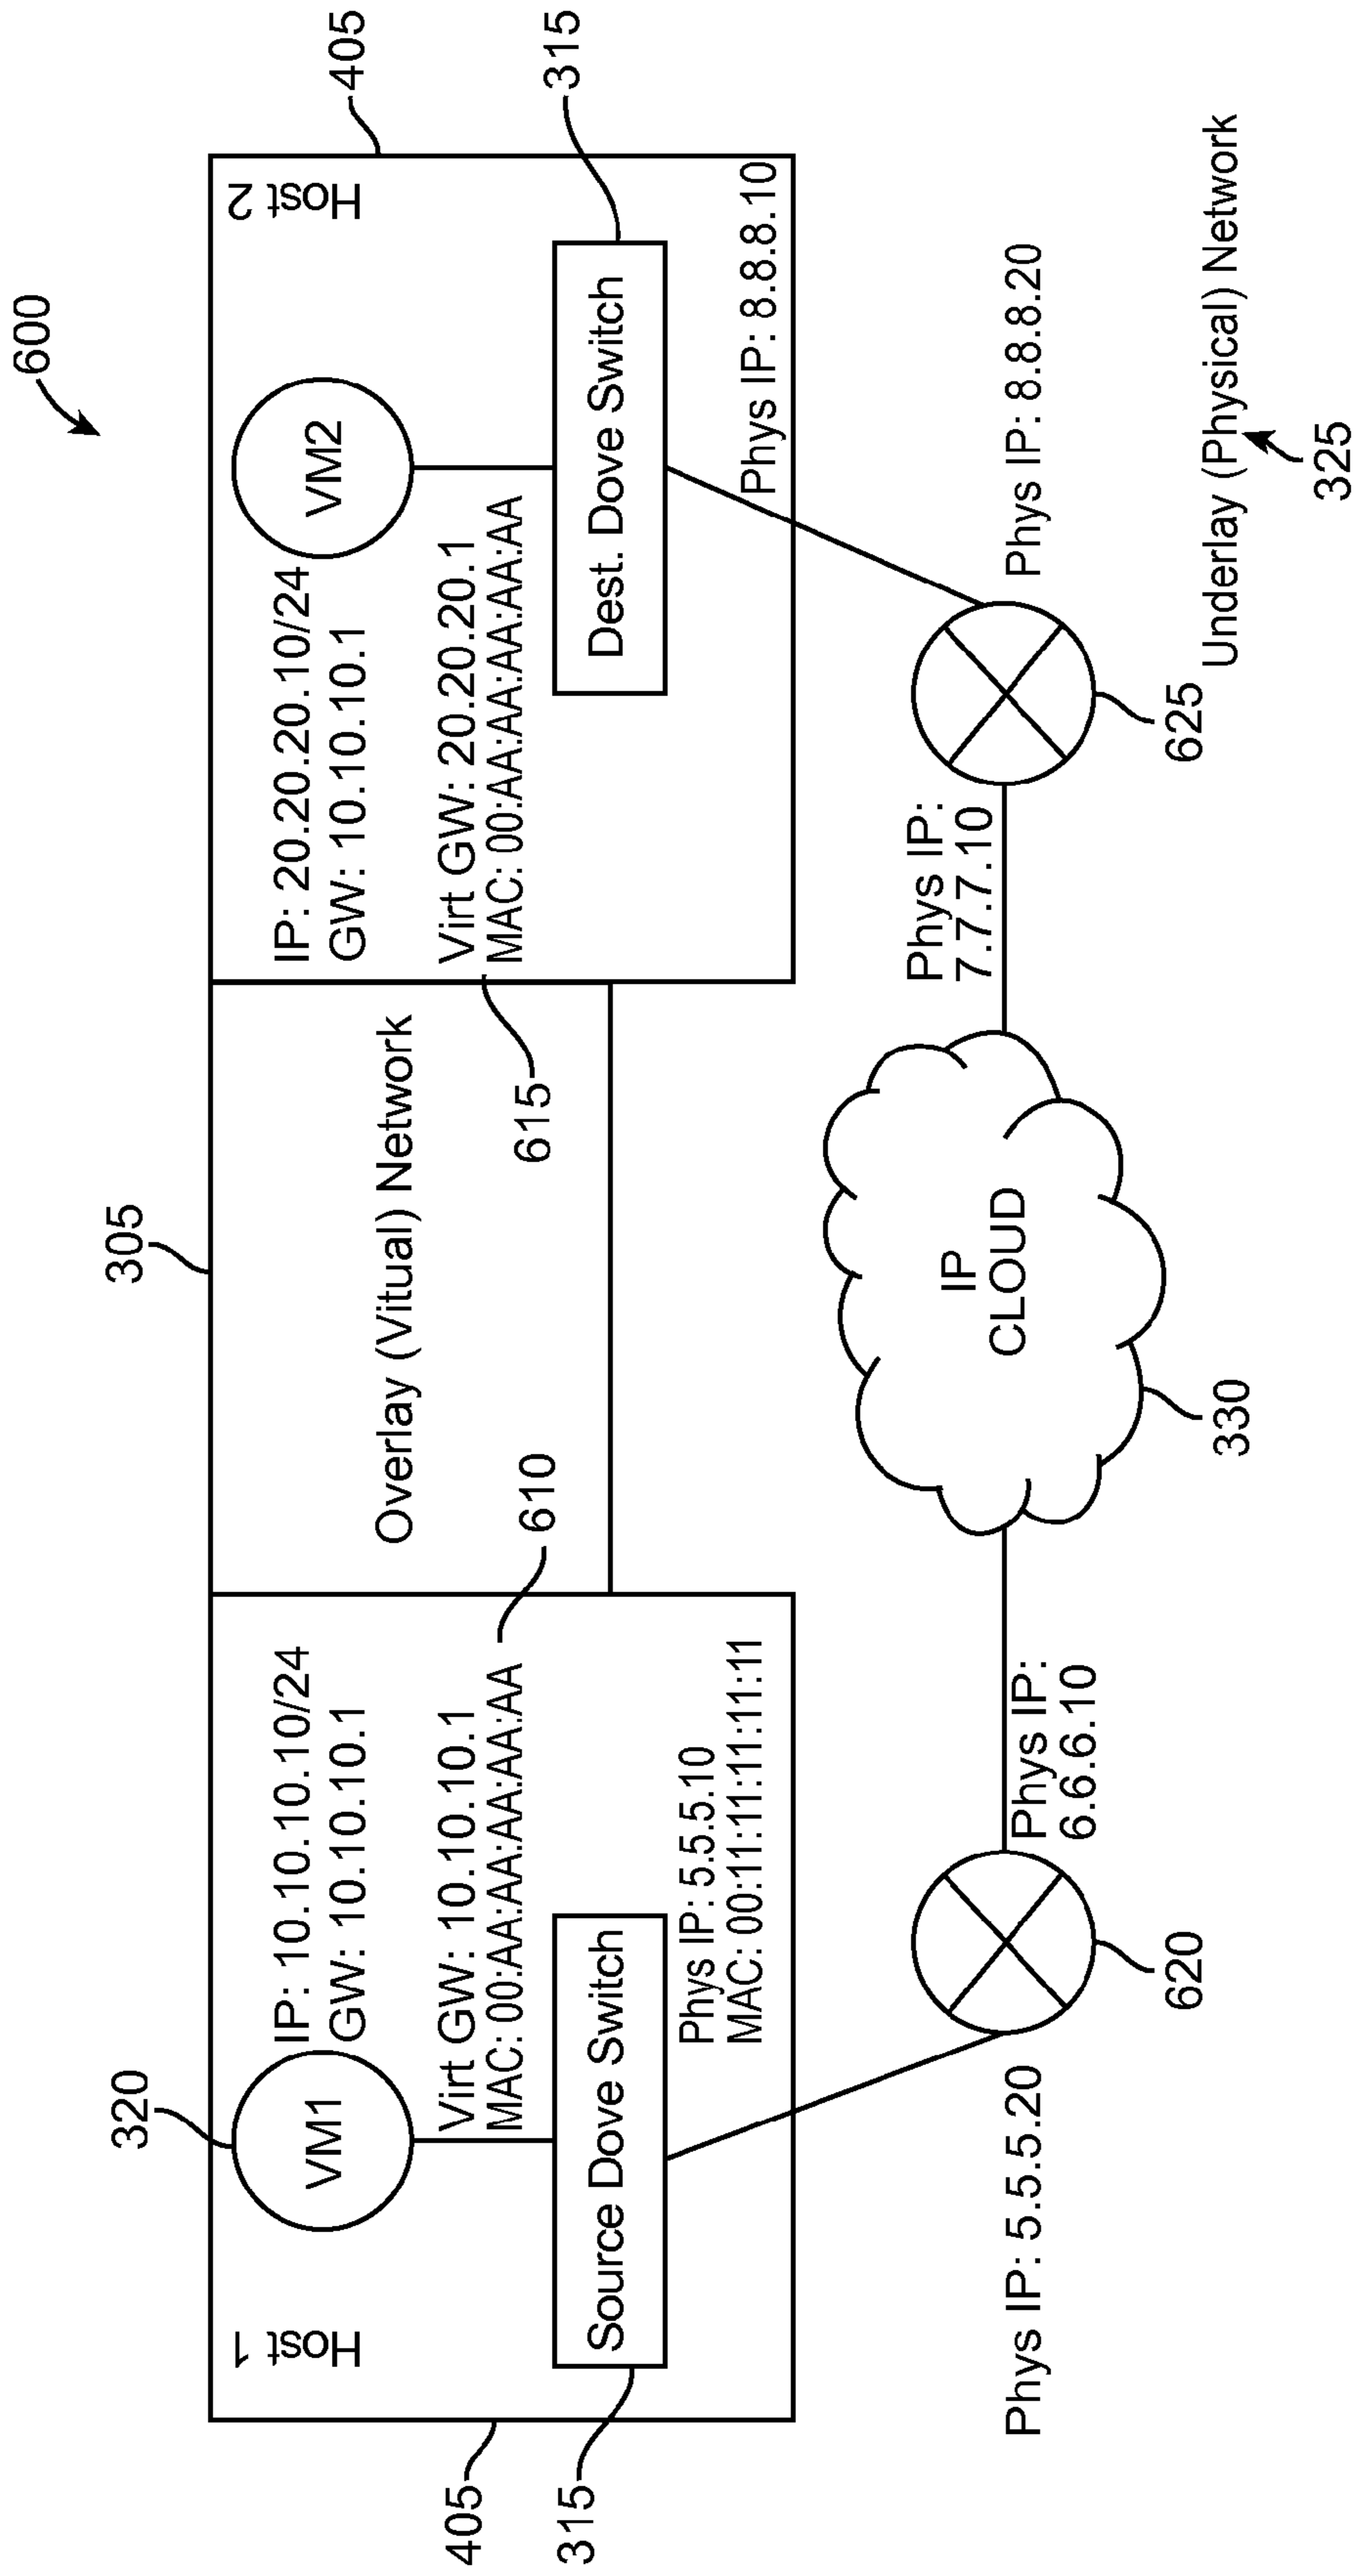 600
305
320
405
315
Host 1
VM1
IP: 10.10.10.10/24
GW: 10.10.10.1
Virt GW: 10.10.10.1
MAC: 00:AA:AA:AA:AA:AA
610
Source Dove Switch
Phys IP: 5.5.5.10
MAC: 00:11:11:11:11:11
Overlay (Vitual) Network
615
IP: 20.20.20.10/24
GW: 10.10.10.1
VM2
Host 2
405
Virt GW: 20.20.20.1
MAC: 00:AA:AA:AA:AA:AA
Dest. Dove Switch
315
Phys IP: 8.8.8.10
Phys IP: 5.5.5.20
620
Phys IP:
6.6.6.10
IP
CLOUD
330
Phys IP:
7.7.7.10
625
Phys IP: 8.8.8.20
Underlay (Physical) Network
325